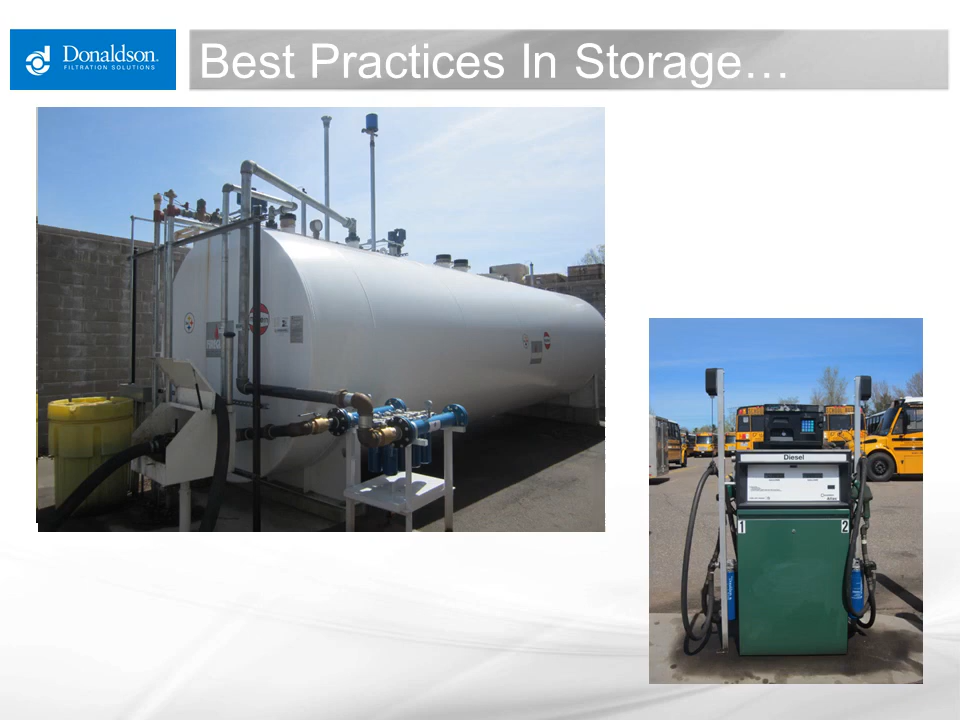 Donaldson.
FILTRATION SOLUTIONS
Best Practices In Storage…
Diesel
1
2